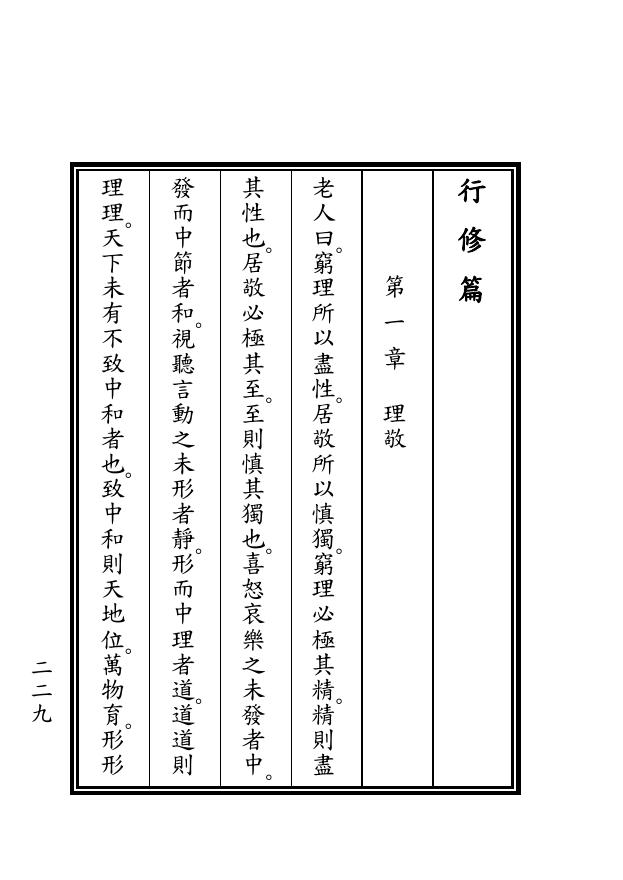 行修篇
第一章　理敬
老人曰。窮理所以盡性。居敬所以慎獨。窮理必極其精。精則盡
其性也。居敬必極其至。至則慎其獨也。喜怒哀樂之未發者中。
發而中節者和。視聽言動之未形者靜。形而中理者道。道道則
理理。天下未有不致中和者也。致中和則天地位。萬物育。形形
二二九